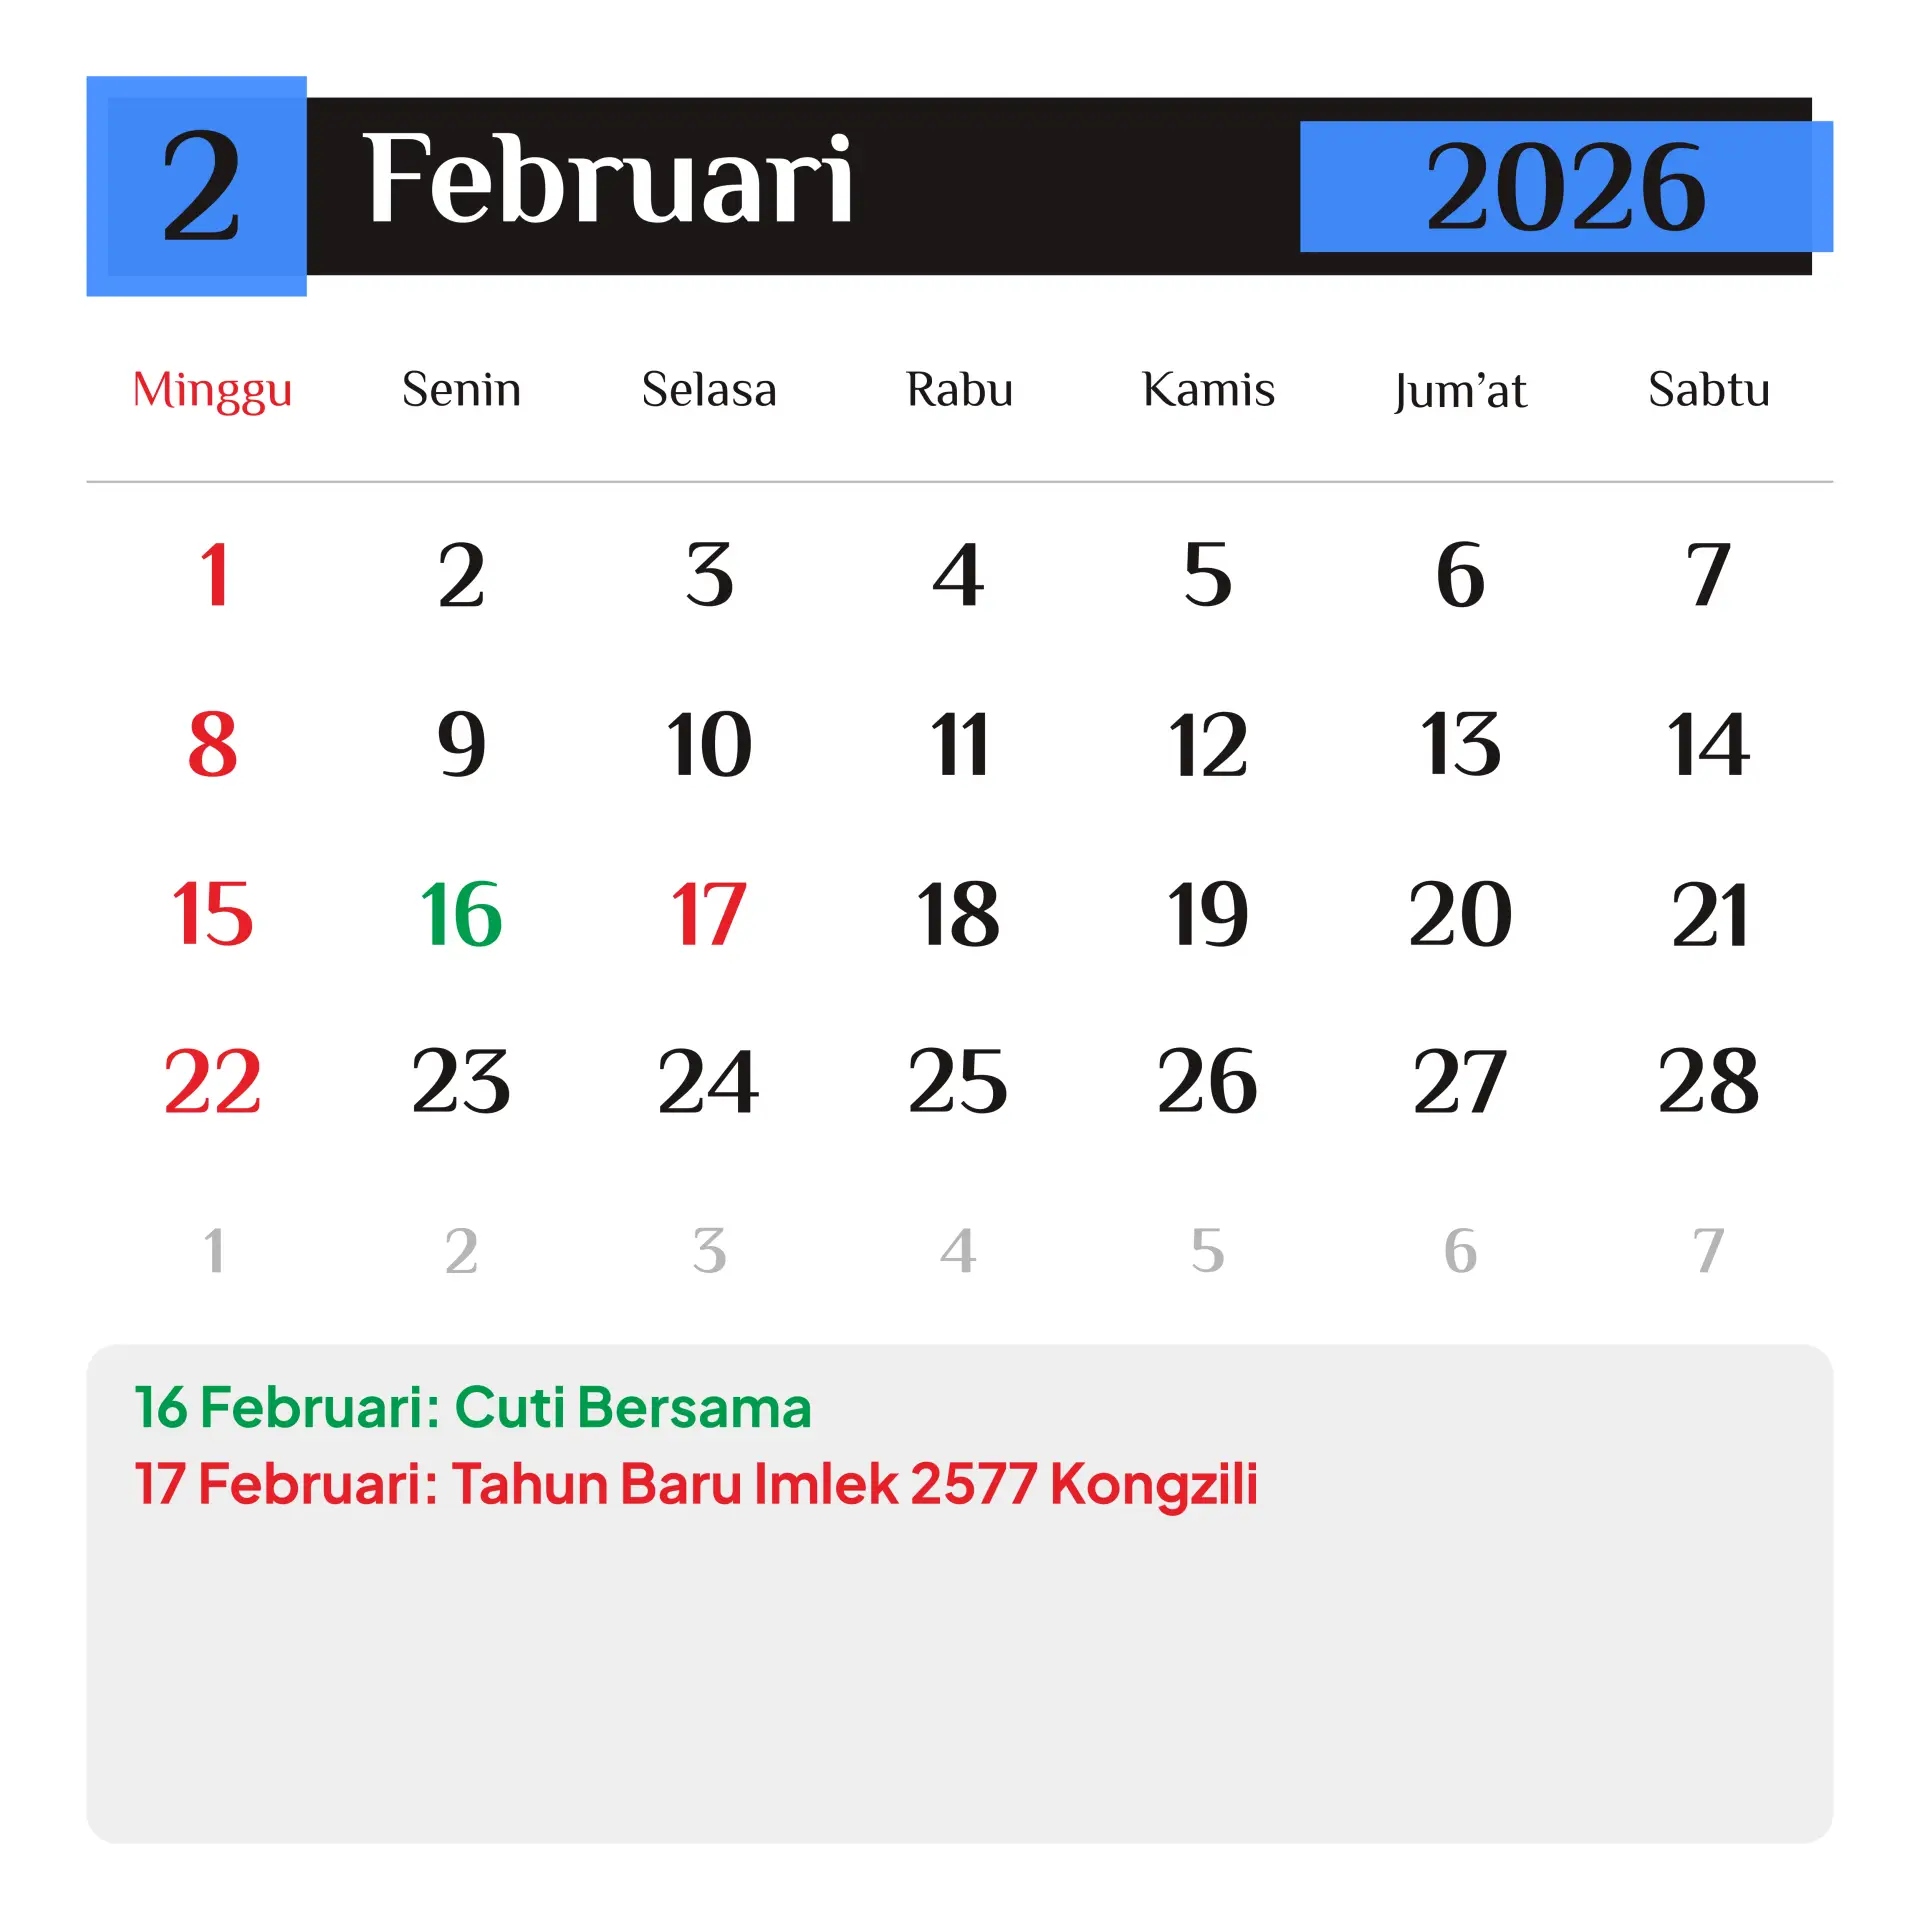 2 Februari 2026
Minggu Senin Selasa Rabu Kamis Jum’at Sabtu
1 2 3 4 5 6 7
8 9 10 11 12 13 14
15 16 17 18 19 20 21
22 23 24 25 26 27 28
1 2 3 4 5 6 7
16 Februari: Cuti Bersama
17 Februari: Tahun Baru Imlek 2577 Kongzili